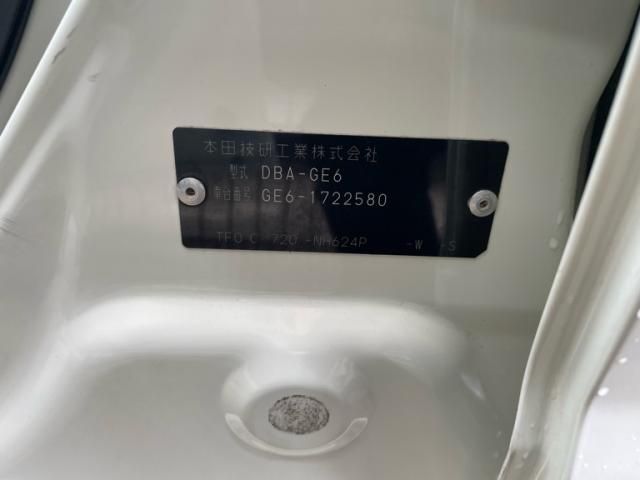 本田技研工業株式会社
型式 DBA-GE6
車台番号 GE6-1722580
TF0 C -720 -NH624P -W -S